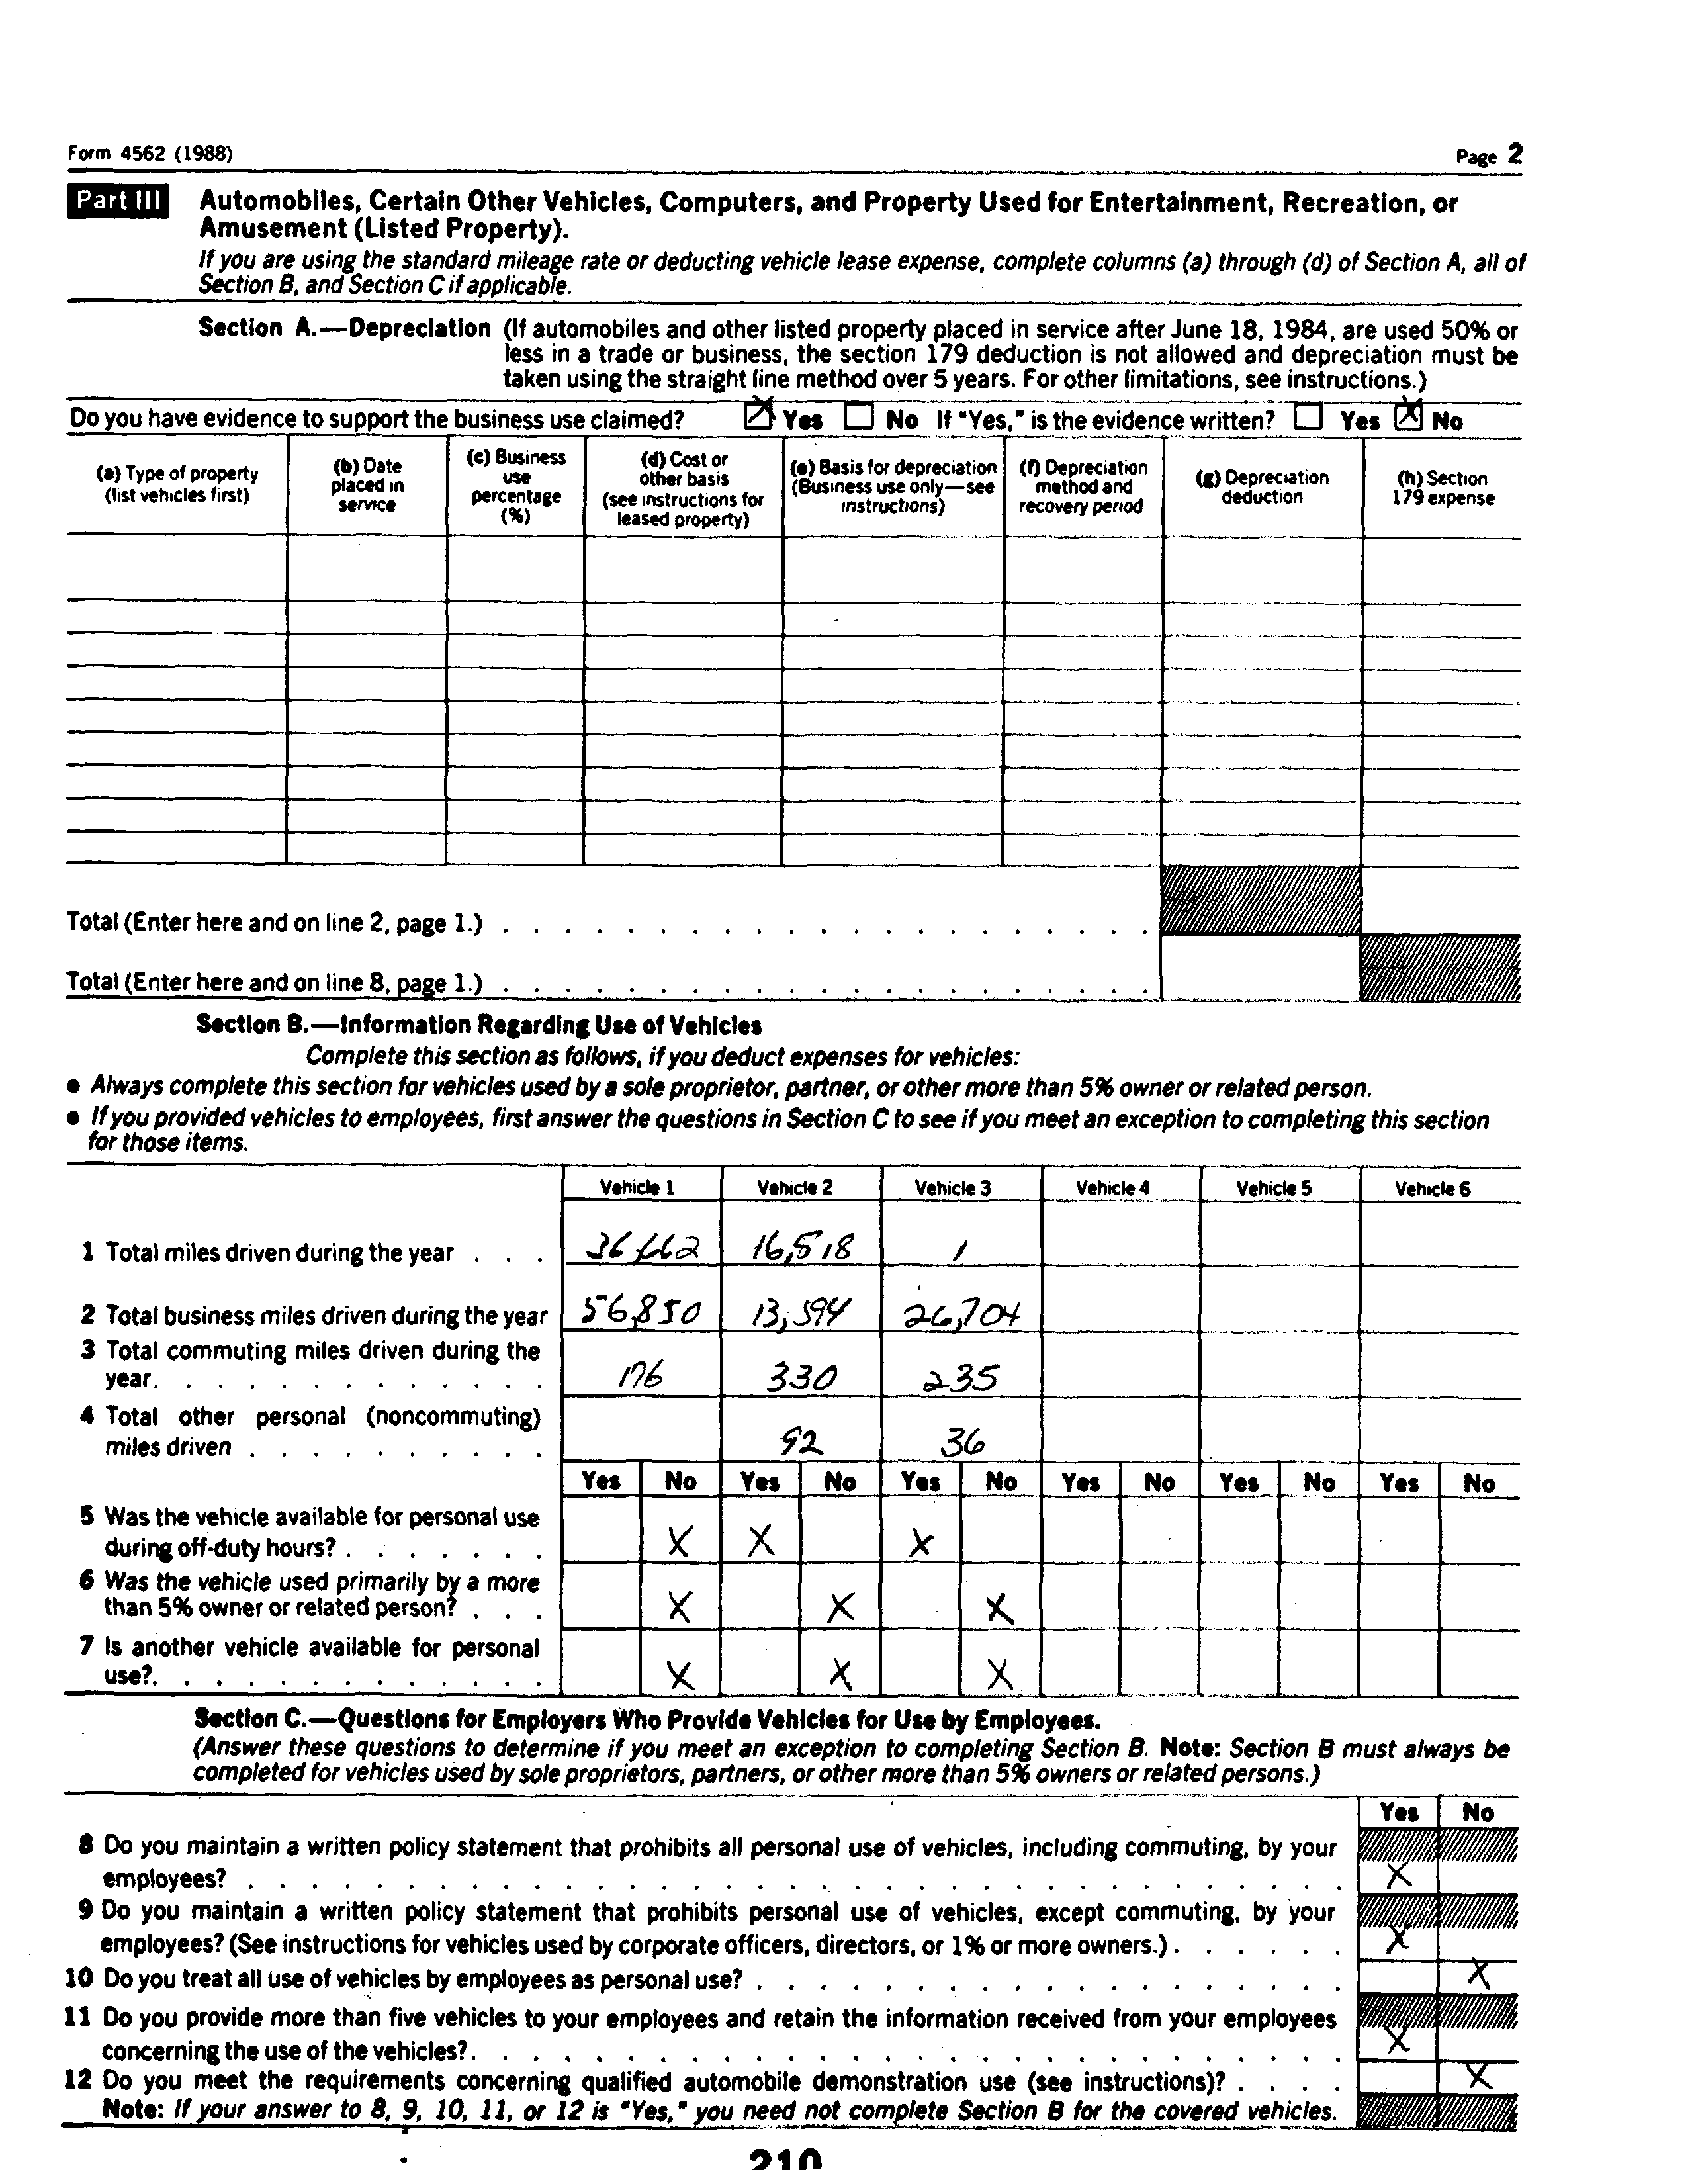 Form 4562 (1988)
Page 2
Part III Automobiles, Certain Other Vehicles, Computers, and Property Used for Entertainment, Recreation, or
Amusement (Listed Property).
If you are using the standard mileage rate or deducting vehicle lease expense, complete columns (a) through (d) of Section A, all of
Section B, and Section C if applicable.
Section A.—Depreciation (If automobiles and other listed property placed in service after June 18, 1984, are used 50% or
less in a trade or business, the section 179 deduction is not allowed and depreciation must be
taken using the straight line method over 5 years. For other limitations, see instructions.)
Do you have evidence to support the business use claimed? X Yes No If "Yes," is the evidence written? Yes X No
(a) Type of property
(list vehicles first)
(b) Date
placed in
service
(c) Business
use
percentage
(%)
(d) Cost or
other basis
(see instructions for
leased property)
(e) Basis for depreciation
(Business use only—see
instructions)
(f) Depreciation
method and
recovery period
(g) Depreciation
deduction
(h) Section
179 expense
Total (Enter here and on line 2, page 1.)
Total (Enter here and on line 8, page 1.)
Section B.—Information Regarding Use of Vehicles
Complete this section as follows, if you deduct expenses for vehicles:
● Always complete this section for vehicles used by a sole proprietor, partner, or other more than 5% owner or related person.
● If you provided vehicles to employees, first answer the questions in Section C to see if you meet an exception to completing this section
for those items.
Vehicle 1 Vehicle 2 Vehicle 3 Vehicle 4 Vehicle 5 Vehicle 6
1 Total miles driven during the year . . . 16,518 1
2 Total business miles driven during the year 56,850 13,594 26,704
3 Total commuting miles driven during the
year. 176 330 235
4 Total other personal (noncommuting)
miles driven 92 36
Yes No Yes No Yes No Yes No Yes No Yes No
5 Was the vehicle available for personal use
during off-duty hours? X X X
6 Was the vehicle used primarily by a more
than 5% owner or related person? X X X
7 Is another vehicle available for personal
use? X X X
Section C.—Questions for Employers Who Provide Vehicles for Use by Employees.
(Answer these questions to determine if you meet an exception to completing Section B. Note: Section B must always be
completed for vehicles used by sole proprietors, partners, or other more than 5% owners or related persons.)
Yes No
8 Do you maintain a written policy statement that prohibits all personal use of vehicles, including commuting, by your
employees? X
9 Do you maintain a written policy statement that prohibits personal use of vehicles, except commuting, by your
employees? (See instructions for vehicles used by corporate officers, directors, or 1% or more owners.) X
10 Do you treat all use of vehicles by employees as personal use? X
11 Do you provide more than five vehicles to your employees and retain the information received from your employees
concerning the use of the vehicles? X
12 Do you meet the requirements concerning qualified automobile demonstration use (see instructions)? X
Note: If your answer to 8, 9, 10, 11, or 12 is "Yes," you need not complete Section B for the covered vehicles.
210